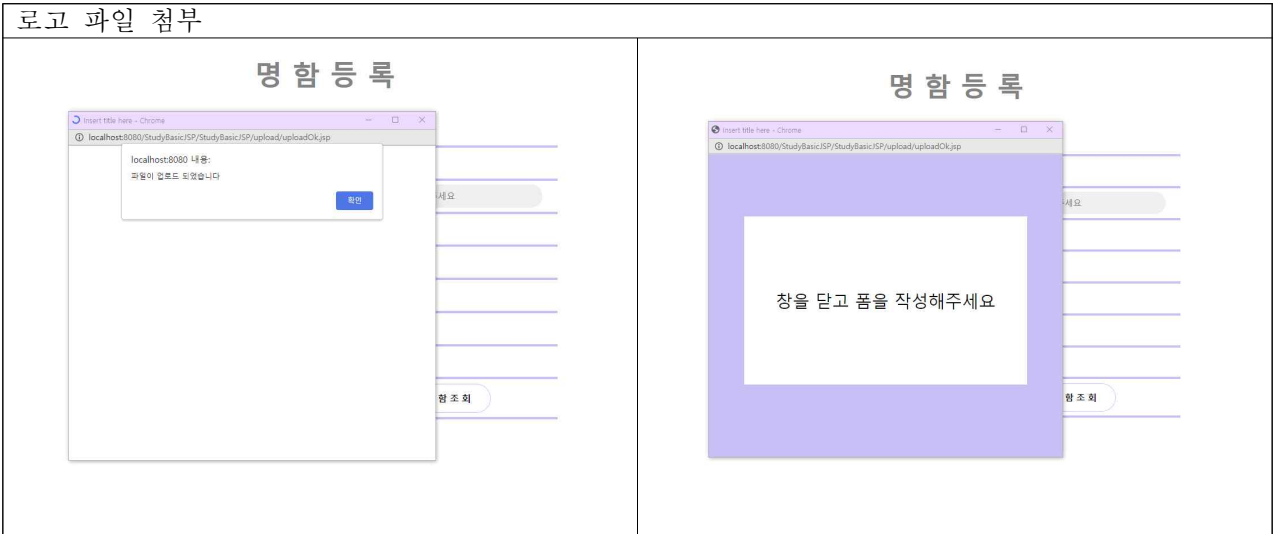 로고 파일 첨부
명 함 등 록
Insert title here - Chrome
localhost:8080/StudyBasicJSP/StudyBasicJSP/upload/uploadOk.jsp
localhost:8080 내용:
파일이 업로드 되었습니다
확인
세요
함 조 회
명 함 등 록
Insert title here - Chrome
localhost:8080/StudyBasicJSP/StudyBasicJSP/upload/uploadOk.jsp
세요
창을 닫고 폼을 작성해주세요
함 조 회